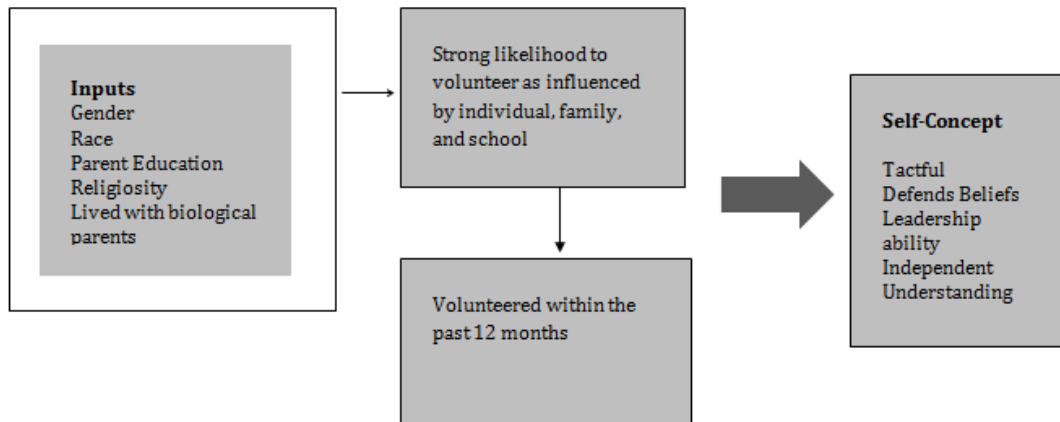 Inputs
Gender
Race
Parent Education
Religiosity
Lived with biological
parents
Strong likelihood to
volunteer as influenced
by individual, family,
and school
Volunteered within the
past 12 months
Self-Concept
Tactful
Defends Beliefs
Leadership
ability
Independent
Understanding